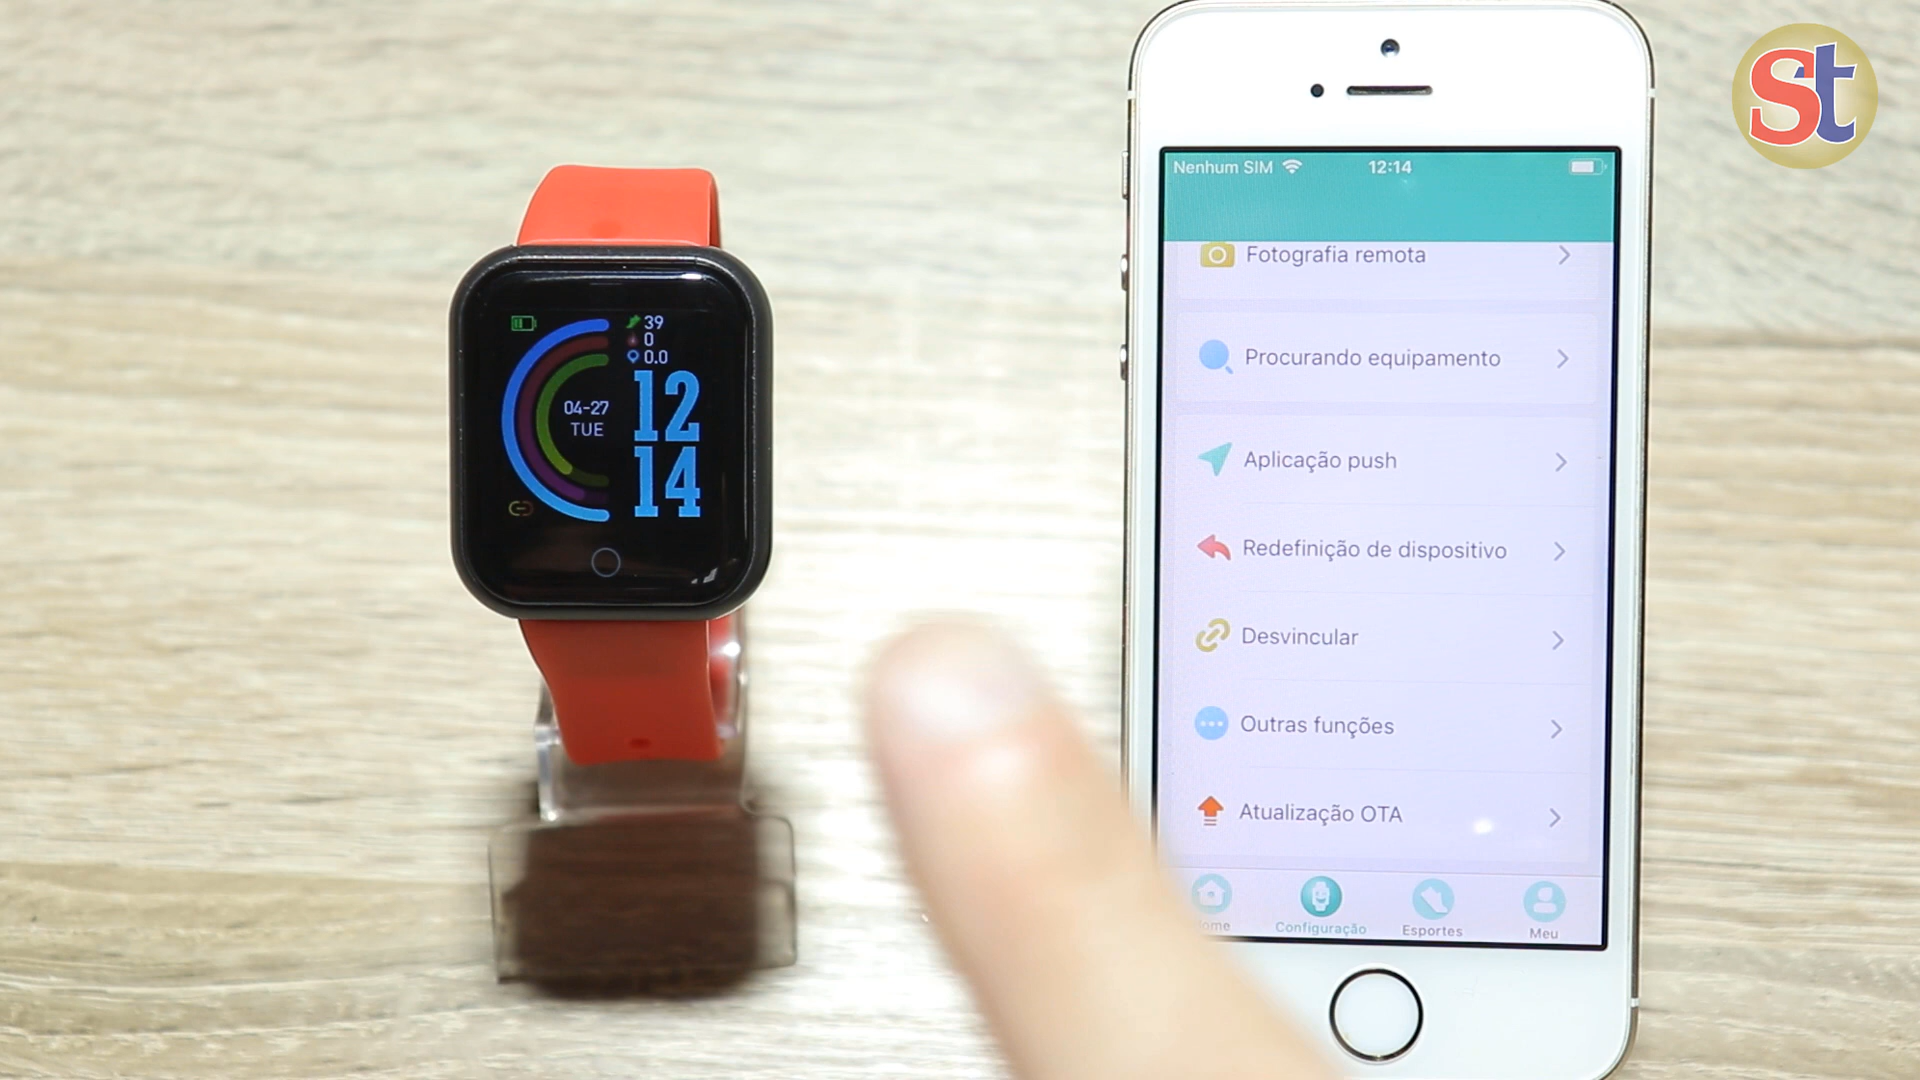 St
39
0
0.0
04-27
TUE
12
14
Nenhum SIM
12:14
Fotografia remota
Procurando equipamento
Aplicação push
Redefinição de dispositivo
Desvincular
Outras funções
Atualização OTA
Configuração
Esportes
Meu